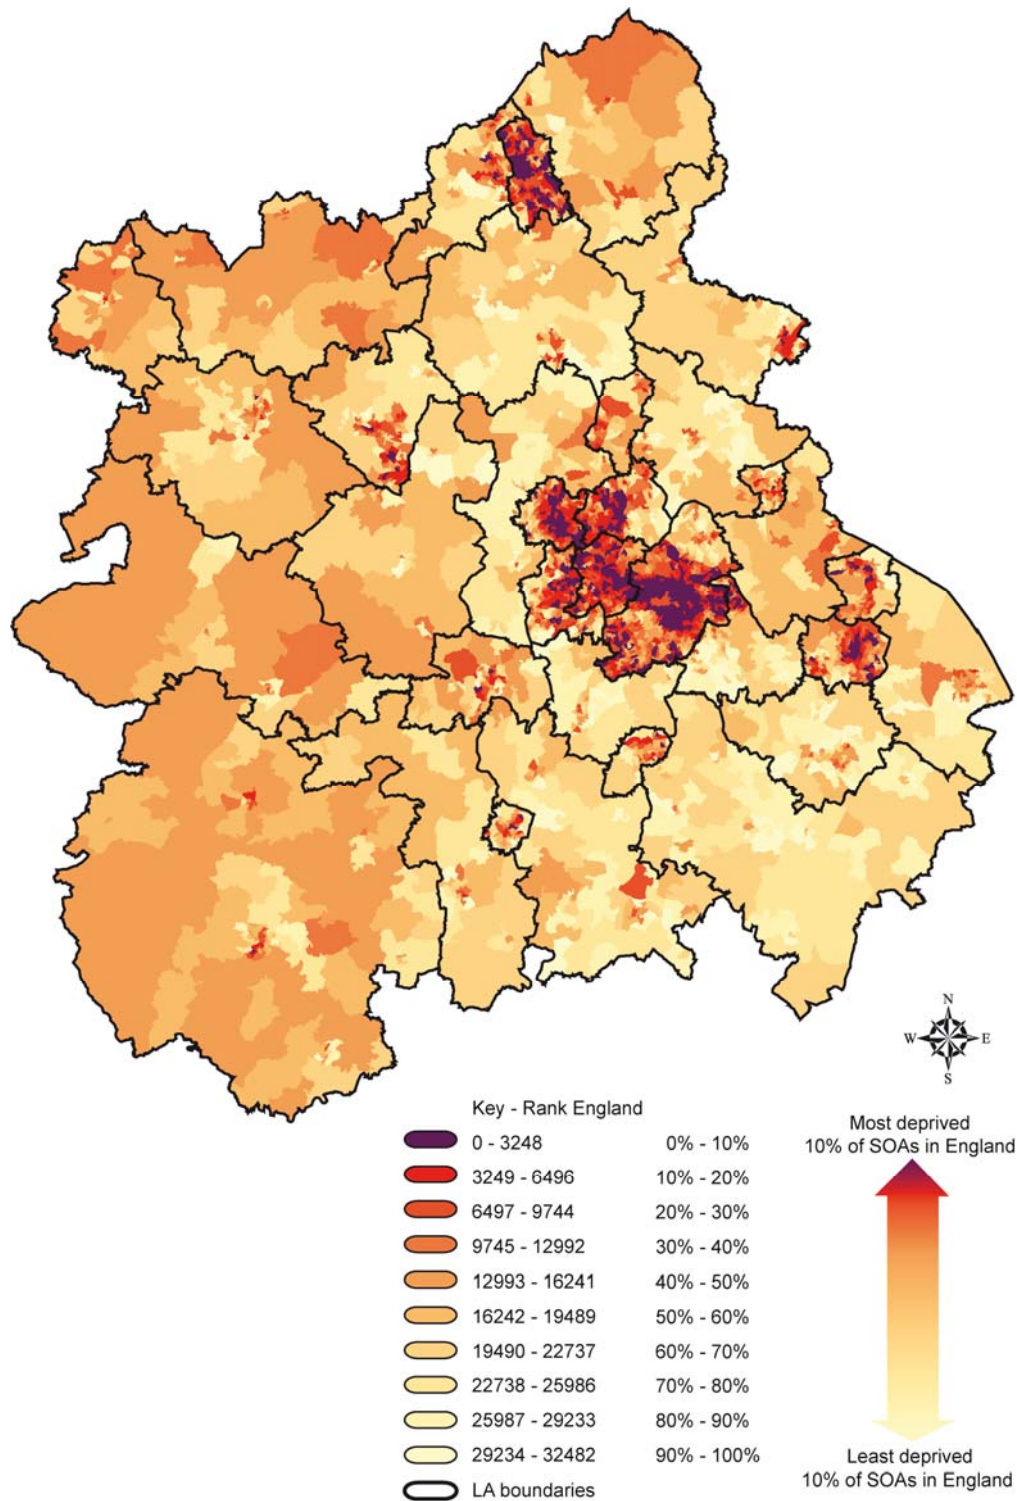 N
W E
S
Key - Rank England
0 - 3248 0% - 10%
3249 - 6496 10% - 20%
6497 - 9744 20% - 30%
9745 - 12992 30% - 40%
12993 - 16241 40% - 50%
16242 - 19489 50% - 60%
19490 - 22737 60% - 70%
22738 - 25986 70% - 80%
25987 - 29233 80% - 90%
29234 - 32482 90% - 100%
LA boundaries
Most deprived
10% of SOAs in England
Least deprived
10% of SOAs in England